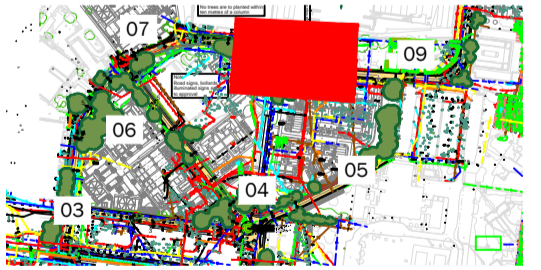 No trees are to planted within
ten metres of a column
07
09
Note:
Road signs, bollards
illuminated signs
to approval
06
05
04
03